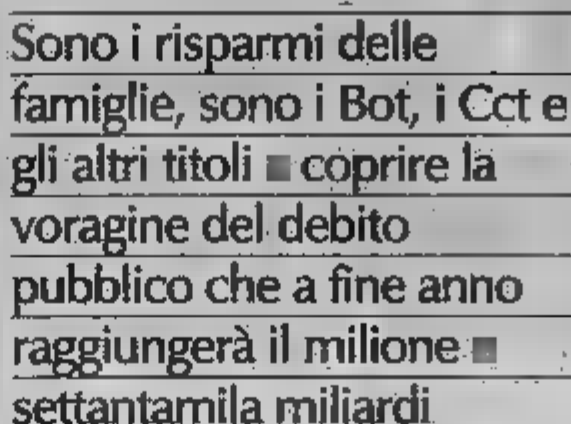 Sono i risparmi delle
famiglie, sono i Bot, i Cct e
gli altri titoli coprire la
voragine del debito
pubblico che a fine anno
raggiungerà il milione
settantamila miliardi